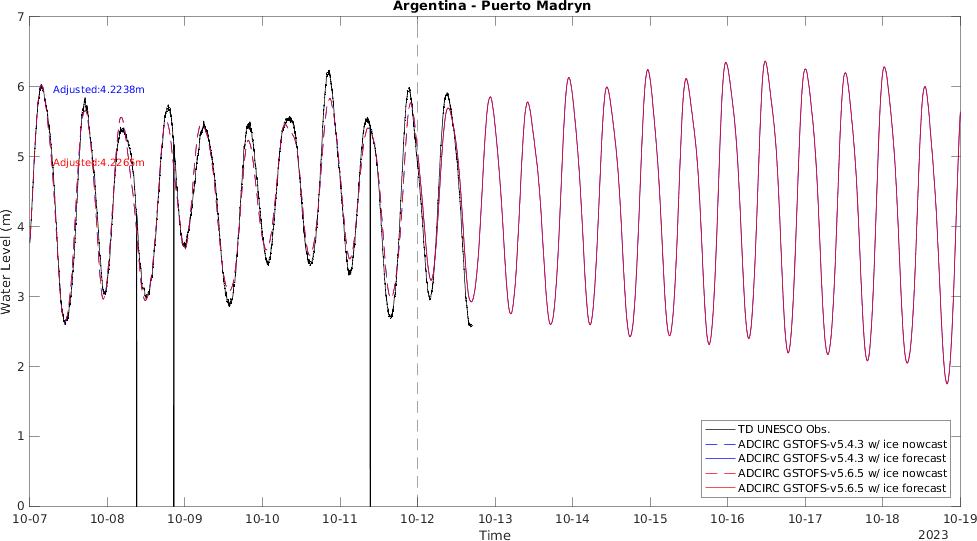 Argentina - Puerto Madryn
7
6
5
4
3
2
1
0
Water Level (m)
Adjusted:4.2238m
Adjusted:4.2265m
TD UNESCO Obs.
ADCIRC GSTOFS-v5.4.3 w/ ice nowcast
ADCIRC GSTOFS-v5.4.3 w/ ice forecast
ADCIRC GSTOFS-v5.6.5 w/ ice nowcast
ADCIRC GSTOFS-v5.6.5 w/ ice forecast
10-07 10-08 10-09 10-10 10-11 10-12 10-13 10-14 10-15 10-16 10-17 10-18 10-19
Time
2023